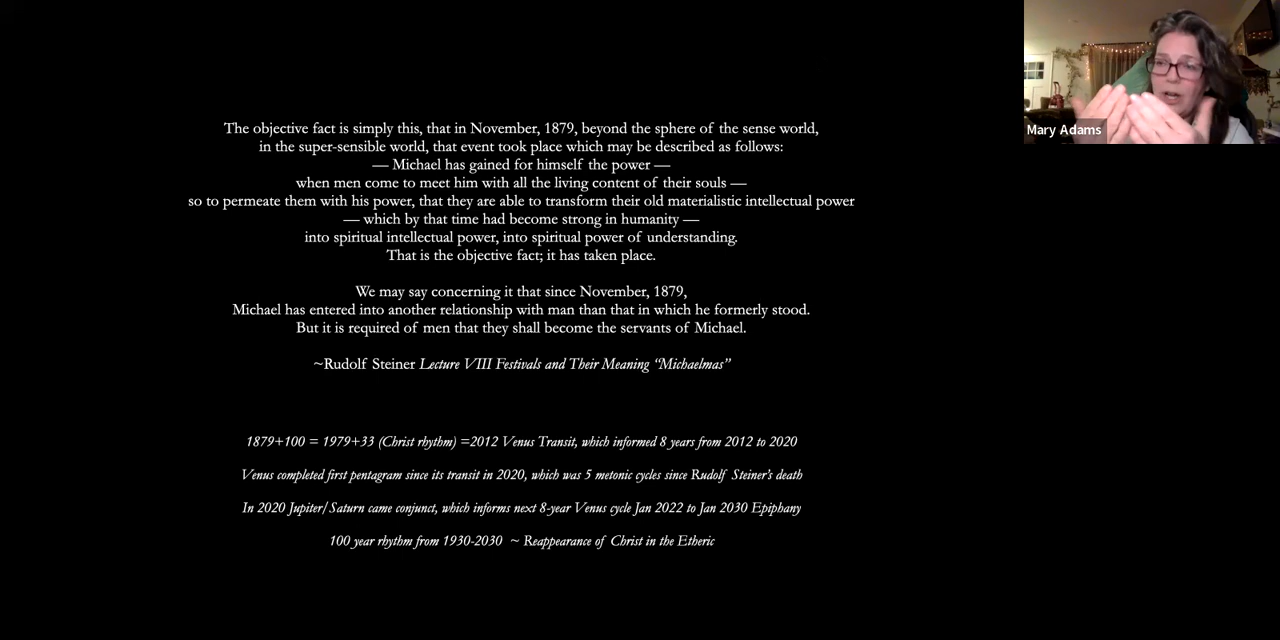 The objective fact is simply this, that in November, 1879, beyond the sphere of the sense world,
in the super-sensible world, that event took place which may be described as follows:
— Michael has gained for himself the power —
when men come to meet him with all the living content of their souls —
so to permeate them with his power, that they are able to transform their old materialistic intellectual power
— which by that time had become strong in humanity —
into spiritual intellectual power, into spiritual power of understanding.
That is the objective fact; it has taken place.
We may say concerning it that since November, 1879,
Michael has entered into another relationship with man than that in which he formerly stood.
But it is required of men that they shall become the servants of Michael.
~Rudolf Steiner Lecture VIII Festivals and Their Meaning “Michaelmas”
1879+100 = 1979+33 (Christ rhythm) =2012 Venus Transit, which informed 8 years from 2012 to 2020
Venus completed first pentagram since its transit in 2020, which was 5 metonic cycles since Rudolf Steiner's death
In 2020 Jupiter/Saturn came conjunct, which informs next 8-year Venus cycle Jan 2022 to Jan 2030 Epiphany
100 year rhythm from 1930-2030 ~ Reappearance of Christ in the Etheric
Mary Adams